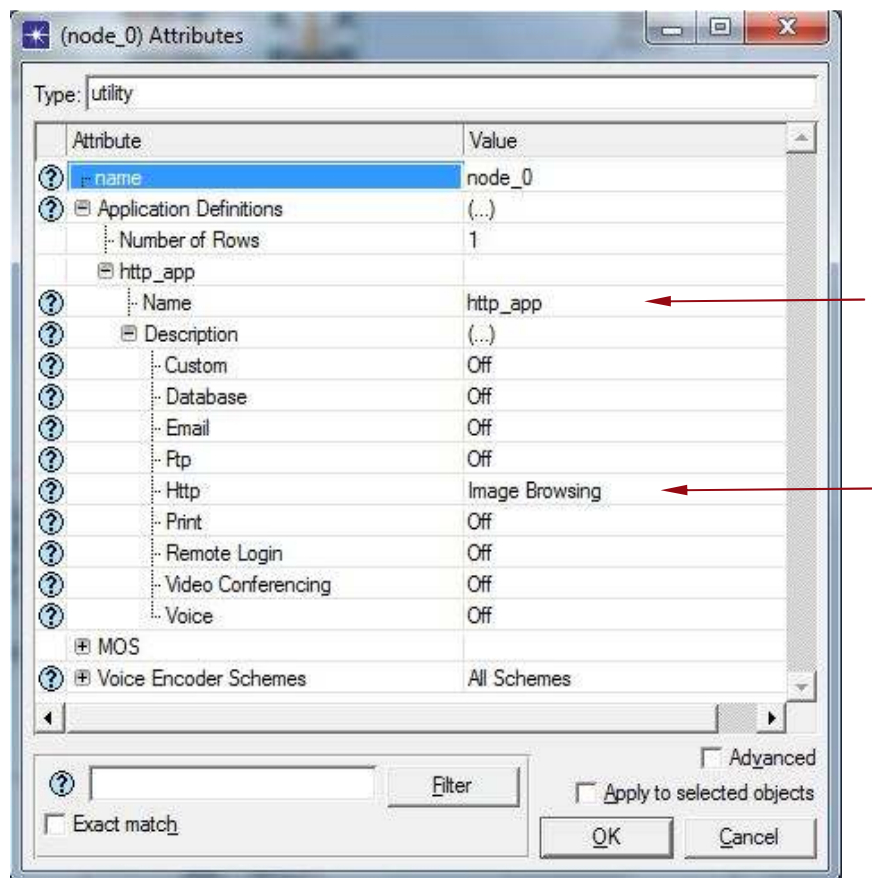 (node_0) Attributes
Type: utility
Attribute Value
name node_0
Application Definitions (...)
Number of Rows 1
http_app
Name http_app
Description (...)
Custom Off
Database Off
Email Off
Ftp Off
Http Image Browsing
Print Off
Remote Login Off
Video Conferencing Off
Voice Off
MOS
Voice Encoder Schemes All Schemes
Advanced
Filter
Apply to selected objects
Exact match
OK Cancel